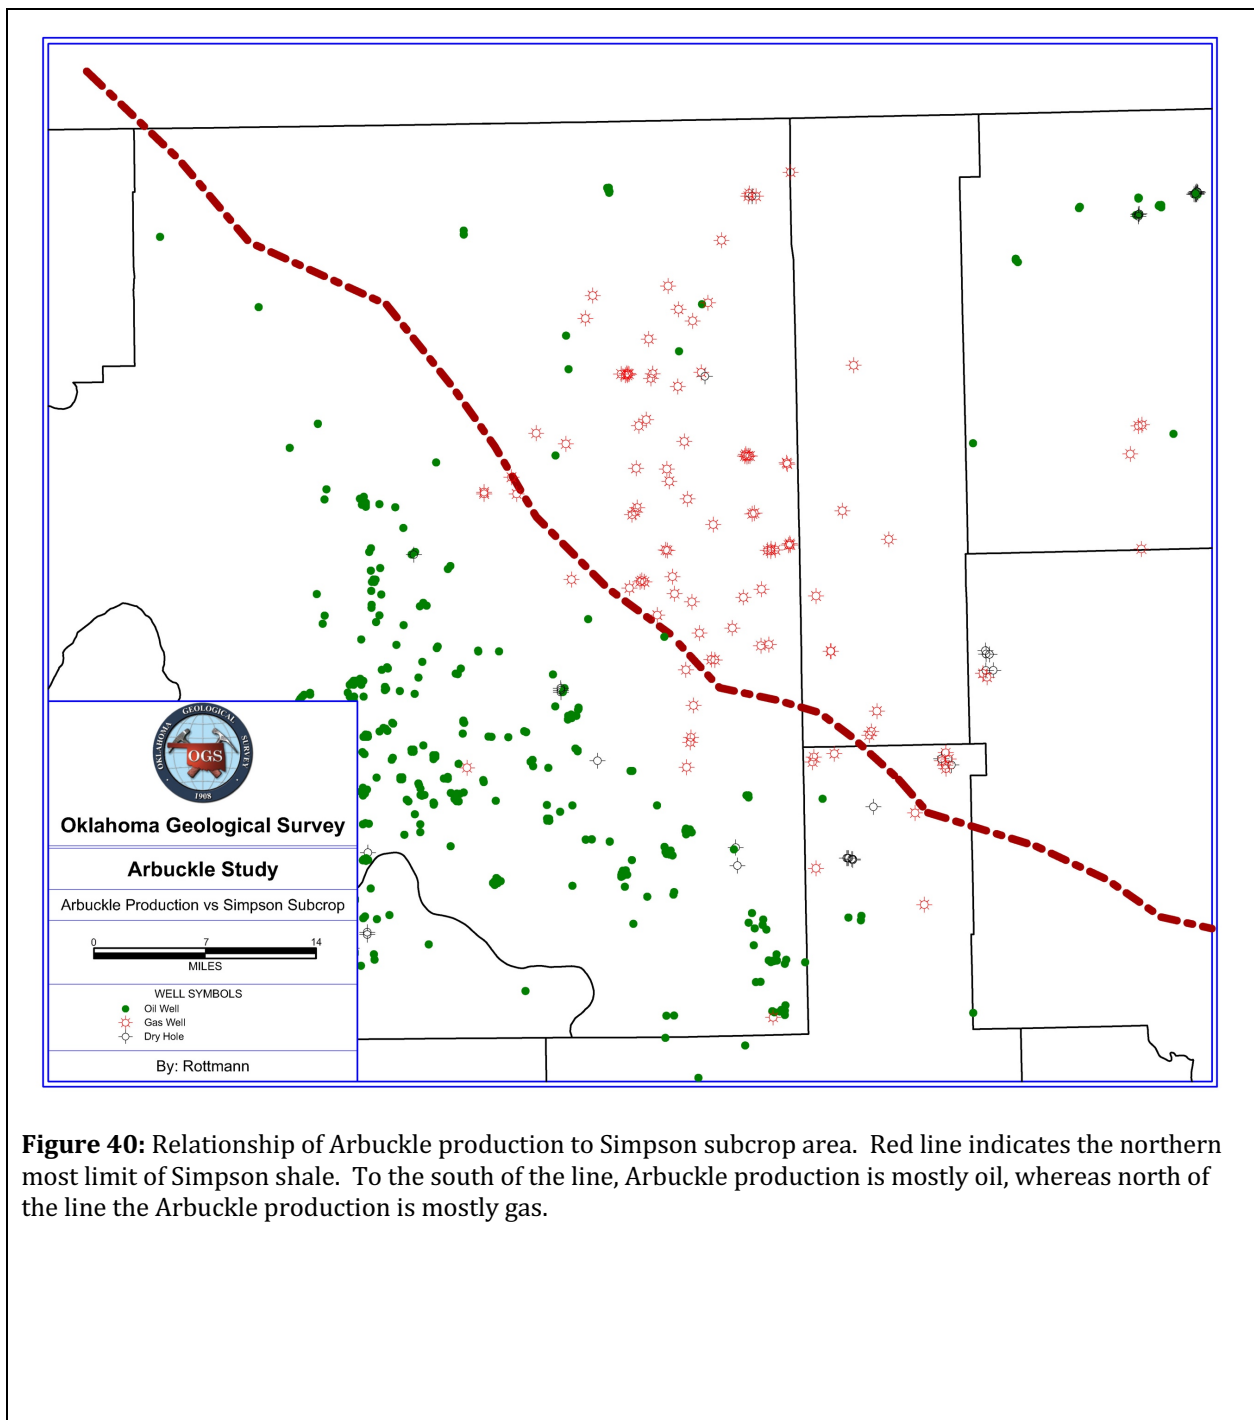 OKLAHOMA GEOLOGICAL SURVEY
OGS
· 1908 ·
Oklahoma Geological Survey
Arbuckle Study
Arbuckle Production vs Simpson Subcrop
0 7 14
MILES
WELL SYMBOLS
Oil Well
Gas Well
Dry Hole
By: Rottmann
Figure 40: Relationship of Arbuckle production to Simpson subcrop area. Red line indicates the northern
most limit of Simpson shale. To the south of the line, Arbuckle production is mostly oil, whereas north of
the line the Arbuckle production is mostly gas.